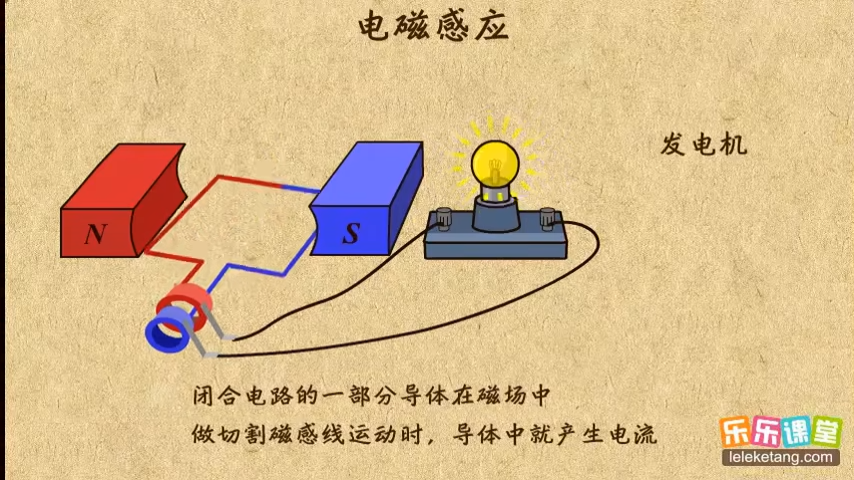 电磁感应
发电机
N
S
闭合电路的一部分导体在磁场中
做切割磁感线运动时，导体中就产生电流
乐乐课堂
leleketang.com